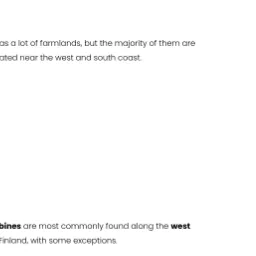 as a lot of farmlands, but the majority of them are
ated near the west and south coast.
bines are most commonly found along the west
Finland, with some exceptions.